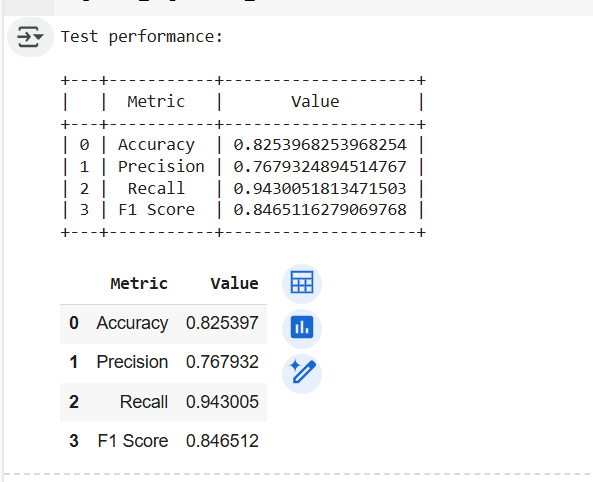 Test performance:
+---+-----------+--------------------+
|   |  Metric   |       Value        |
+---+-----------+--------------------+
| 0 | Accuracy  | 0.8253968253968254 |
| 1 | Precision | 0.7679324894514767 |
| 2 |  Recall   | 0.9430051813471503 |
| 3 | F1 Score  | 0.8465116279069768 |
+---+-----------+--------------------+
Metric Value
0 Accuracy 0.825397
1 Precision 0.767932
2 Recall 0.943005
3 F1 Score 0.846512